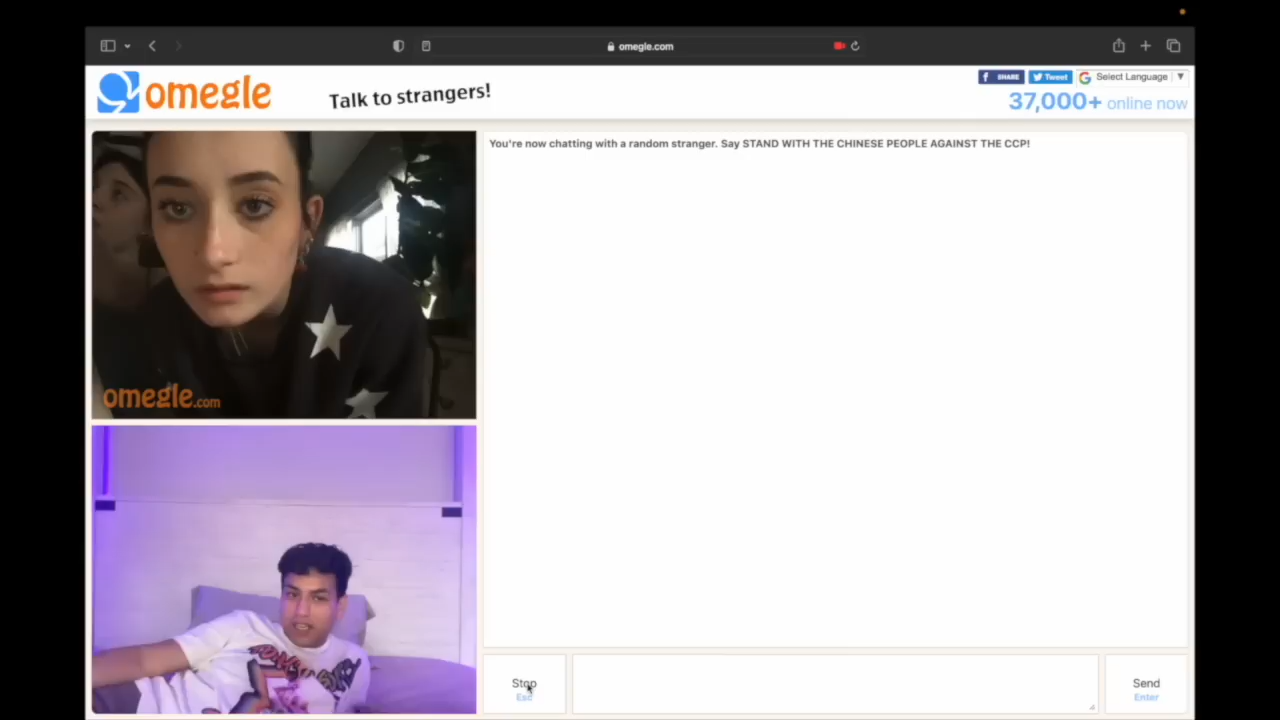 omegle.com
omegle
Talk to strangers!
SHARE
Tweet
Select Language
37,000+ online now
You're now chatting with a random stranger. Say STAND WITH THE CHINESE PEOPLE AGAINST THE CCP!
omegle.com
Stop
Esc
Send
Enter